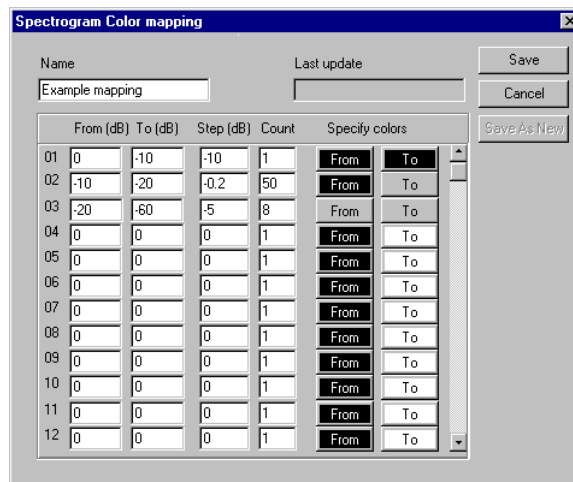 Spectrogram Color mapping
Name Last update Save
Example mapping Cancel
From (dB) To (dB) Step (dB) Count Specify colors Save As New
01 0 -10 -10 1 From To
02 -10 -20 -0.2 50 From To
03 -20 -60 -5 8 From To
04 0 0 0 1 From To
05 0 0 0 1 From To
06 0 0 0 1 From To
07 0 0 0 1 From To
08 0 0 0 1 From To
09 0 0 0 1 From To
10 0 0 0 1 From To
11 0 0 0 1 From To
12 0 0 0 1 From To